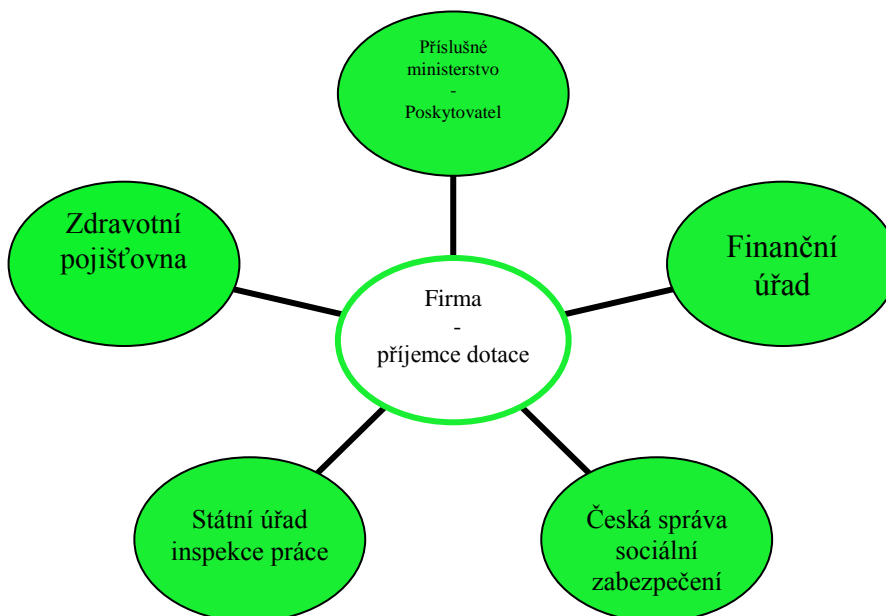 Příslušné
ministerstvo
-
Poskytovatel
Zdravotní
pojišťovna
Finanční
úřad
Firma
-
příjemce dotace
Státní úřad
inspekce práce
Česká správa
sociální
zabezpečení